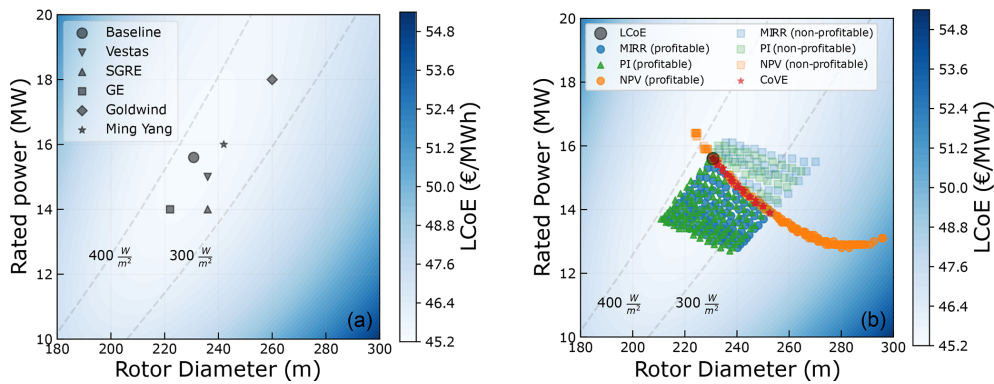 20
18
16
14
12
10
Rated power (MW)
Baseline
Vestas
SGRE
GE
Goldwind
Ming Yang
400 W/m²
300 W/m²
(a)
180
210
240
270
300
Rotor Diameter (m)
54.8
53.6
52.4
51.2
50.0
48.8
47.6
46.4
45.2
LCoE (€/MWh)
20
18
16
14
12
10
Rated Power (MW)
LCoE
MIRR (profitable)
PI (profitable)
NPV (profitable)
MIRR (non-profitable)
PI (non-profitable)
NPV (non-profitable)
CoVE
400 W/m²
300 W/m²
(b)
180
200
220
240
260
280
300
Rotor Diameter (m)
54.8
53.6
52.4
51.2
50.0
48.8
47.6
46.4
45.2
LCoE (€/MWh)